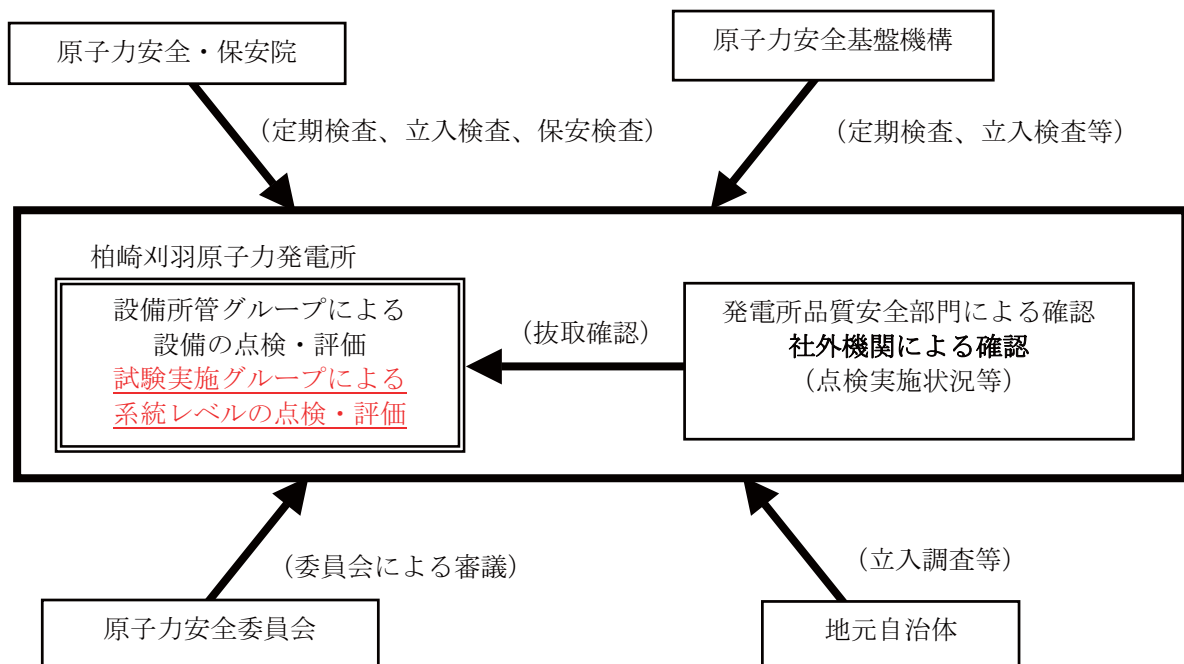 原子力安全・保安院
原子力安全基盤機構
（定期検査、立入検査、保安検査）
（定期検査、立入検査等）
柏崎刈羽原子力発電所
設備所管グループによる
設備の点検・評価
試験実施グループによる
系統レベルの点検・評価
（抜取確認）
発電所品質安全部門による確認
社外機関による確認
（点検実施状況等）
（委員会による審議）
（立入調査等）
原子力安全委員会
地元自治体